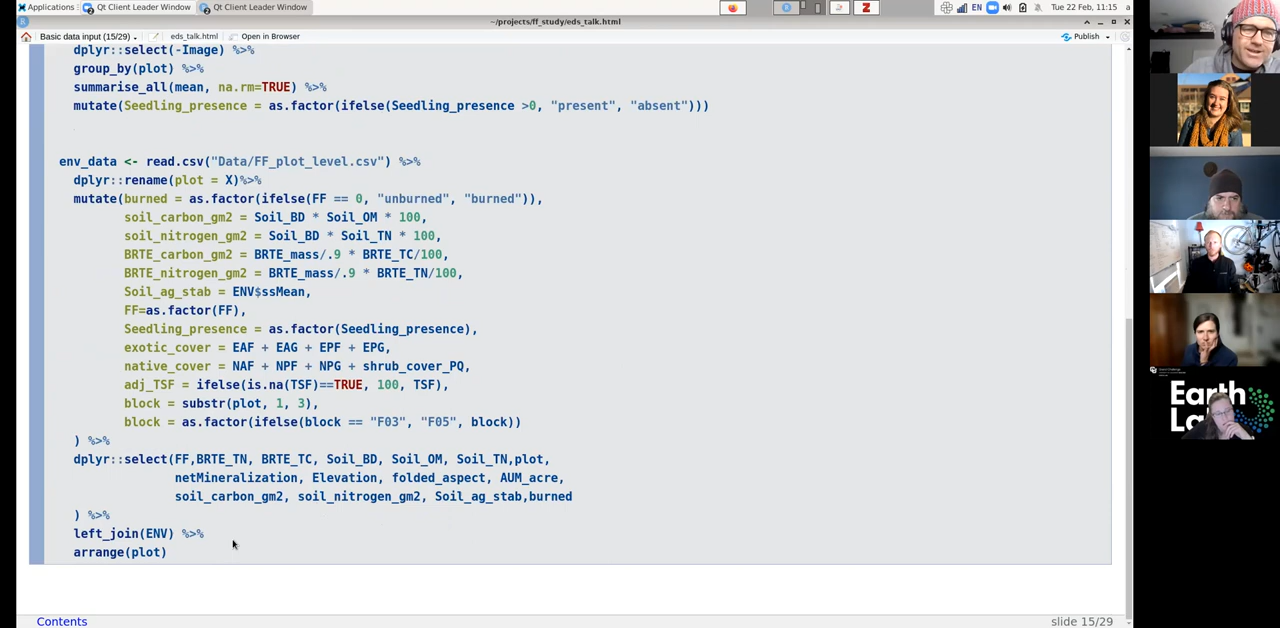 Applications
Qt Client Leader Window
Qt Client Leader Window
Z
EN
Tue 22 Feb, 11:15
a
~/projects/ff_study/eds_talk.html
Basic data input (15/29)
eds_talk.html
Open in Browser
Publish
dplyr::select(-Image) %>%
group_by(plot) %>%
summarise_all(mean, na.rm=TRUE) %>%
mutate(Seedling_presence = as.factor(ifelse(Seedling_presence >0, "present", "absent")))
env_data <- read.csv("Data/FF_plot_level.csv") %>%
dplyr::rename(plot = X)%>%
mutate(burned = as.factor(ifelse(FF == 0, "unburned", "burned")),
soil_carbon_gm2 = Soil_BD * Soil_OM * 100,
soil_nitrogen_gm2 = Soil_BD * Soil_TN * 100,
BRTE_carbon_gm2 = BRTE_mass/.9 * BRTE_TC/100,
BRTE_nitrogen_gm2 = BRTE_mass/.9 * BRTE_TN/100,
Soil_ag_stab = ENV$ssMean,
FF=as.factor(FF),
Seedling_presence = as.factor(Seedling_presence),
exotic_cover = EAF + EAG + EPF + EPG,
native_cover = NAF + NPF + NPG + shrub_cover_PQ,
adj_TSF = ifelse(is.na(TSF)==TRUE, 100, TSF),
block = substr(plot, 1, 3),
block = as.factor(ifelse(block == "F03", "F05", block))
) %>%
dplyr::select(FF,BRTE_TN, BRTE_TC, Soil_BD, Soil_OM, Soil_TN,plot,
netMineralization, Elevation, folded_aspect, AUM_acre,
soil_carbon_gm2, soil_nitrogen_gm2, Soil_ag_stab,burned
) %>%
left_join(ENV) %>%
arrange(plot)
Contents
slide 15/29
Earth